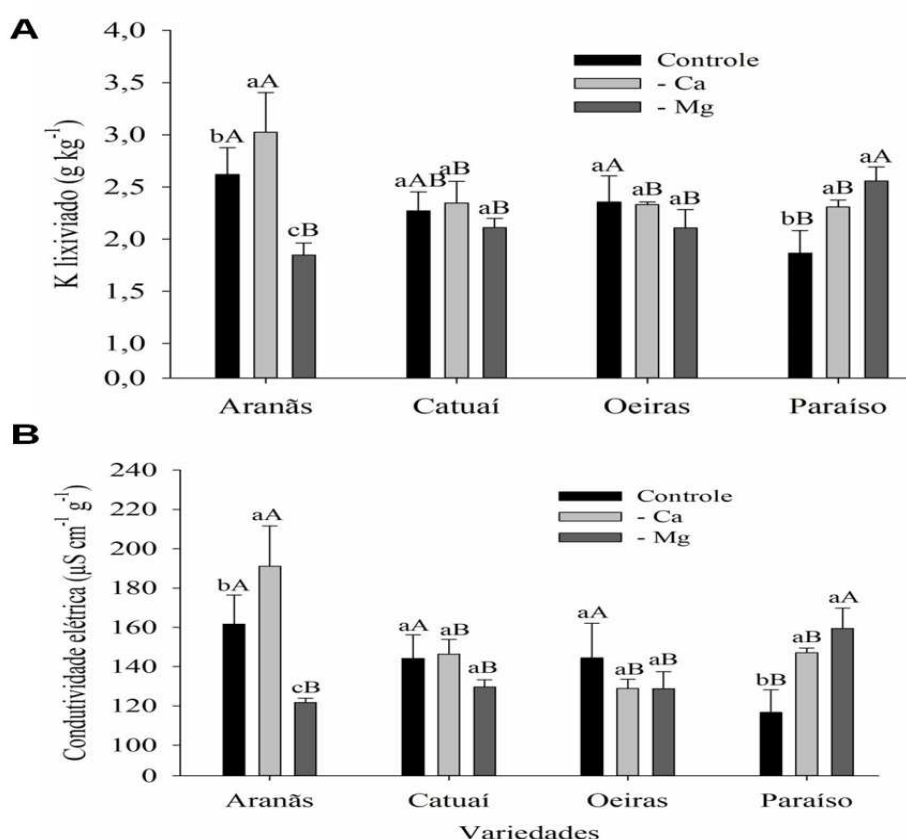 A
4,0
3,5
3,0
2,5
2,0
1,5
1,0
0,0
K lixiviado (g kg⁻¹)
Controle
- Ca
- Mg
bA aA cB
aAB aB aB
aA aB aB
bB aB aA
Aranãs Catuaí Oeiras Paraíso
B
240
220
200
180
160
140
120
100
0
Condutividade elétrica (µS cm⁻¹ g⁻¹)
Controle
- Ca
- Mg
bA aA cB
aA aB aB
aA aB aB
bB aB aA
Aranãs Catuaí Oeiras Paraíso
Variedades